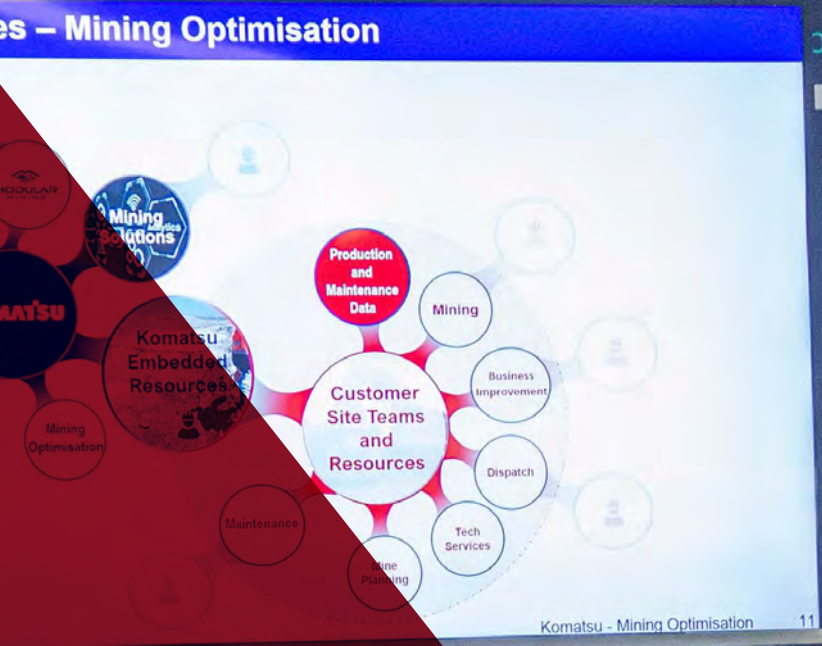 es – Mining Optimisation
MODULAR
MINING
Mining
Analytics
Solutions
MATSU
Komatsu
Embedded
Resources
Mining
Optimisation
Production
and
Maintenance
Data
Mining
Business
Improvement
Customer
Site Teams
and
Resources
Dispatch
Tech
Services
Maintenance
Mine
Planning
Komatsu - Mining Optimisation 11